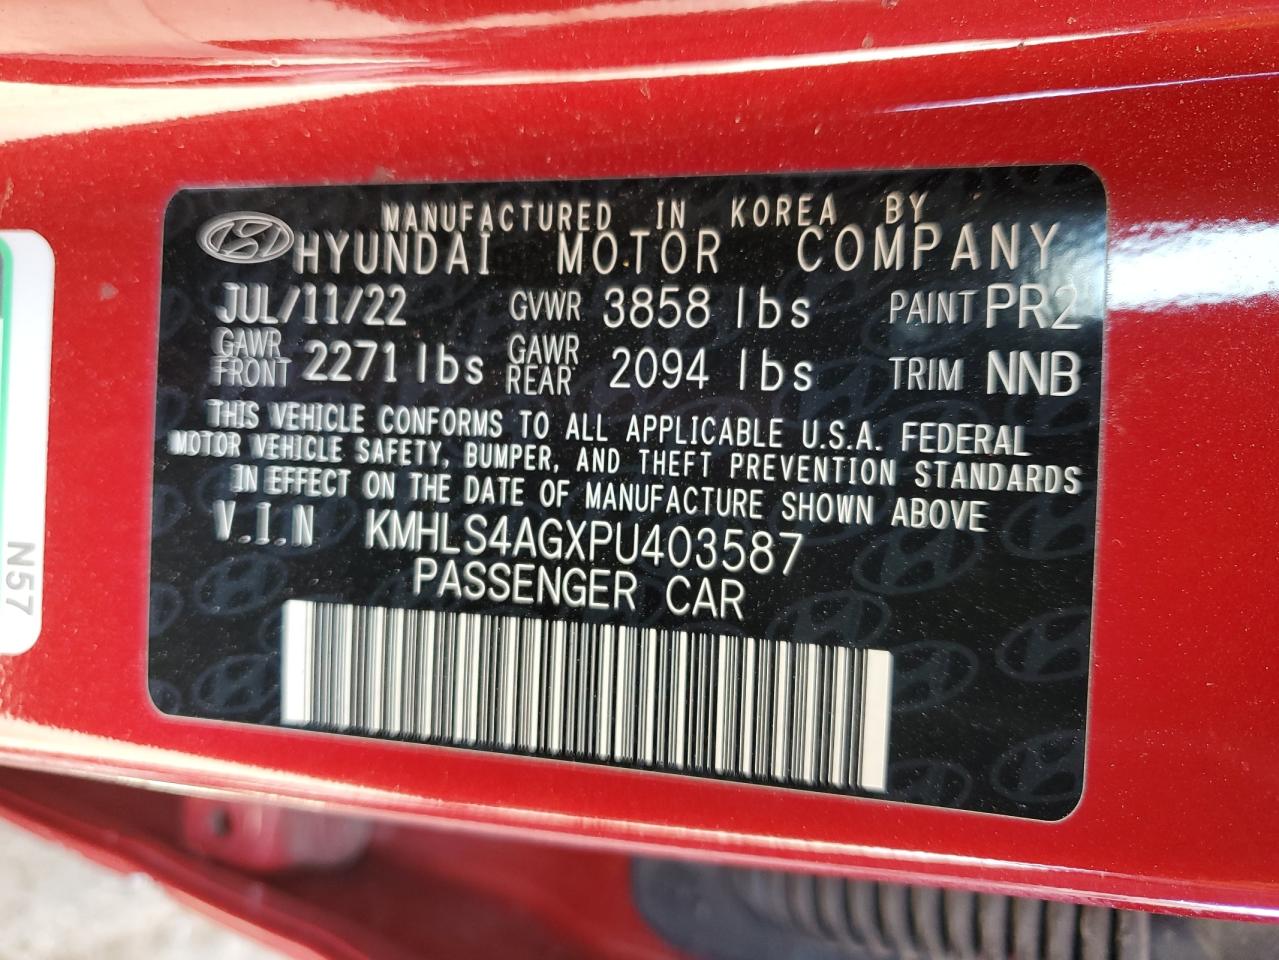 MANUFACTURED IN KOREA BY
HYUNDAI MOTOR COMPANY
JUL/11/22 GVWR 3858 lbs PAINT PR2
GAWR FRONT 2271 lbs GAWR REAR 2094 lbs TRIM NNB
THIS VEHICLE CONFORMS TO ALL APPLICABLE U.S.A. FEDERAL
MOTOR VEHICLE SAFETY, BUMPER, AND THEFT PREVENTION STANDARDS
IN EFFECT ON THE DATE OF MANUFACTURE SHOWN ABOVE
V.I.N KMHLS4AGXPU403587
PASSENGER CAR
N57